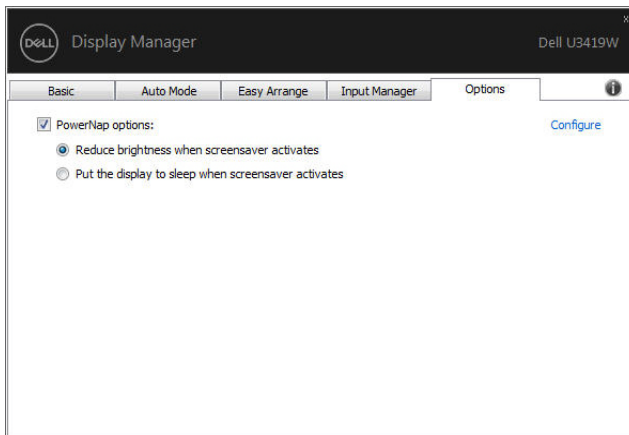 x
DELL Display Manager Dell U3419W
Basic Auto Mode Easy Arrange Input Manager Options i
PowerNap options: Configure
Reduce brightness when screensaver activates
Put the display to sleep when screensaver activates